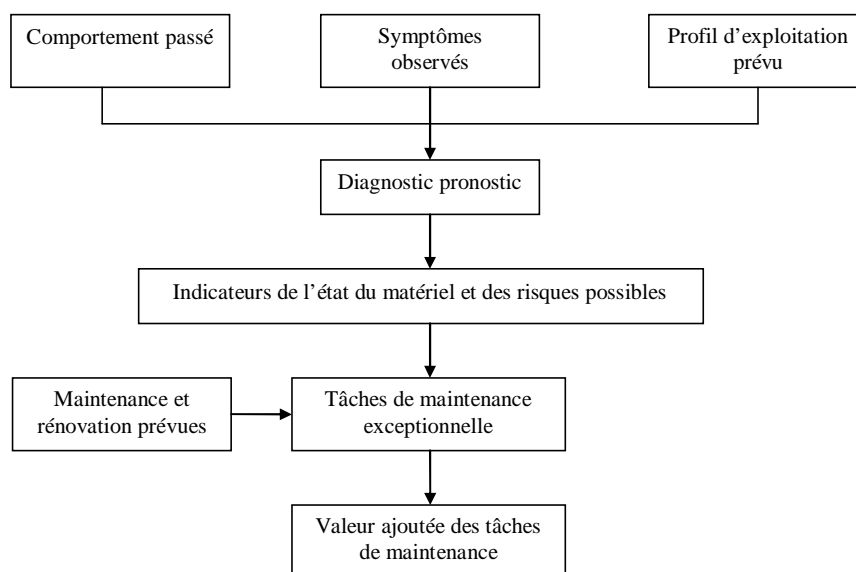 Comportement passé
Symptômes
observés
Profil d’exploitation
prévu
Diagnostic pronostic
Indicateurs de l’état du matériel et des risques possibles
Maintenance et
rénovation prévues
Tâches de maintenance
exceptionnelle
Valeur ajoutée des tâches
de maintenance